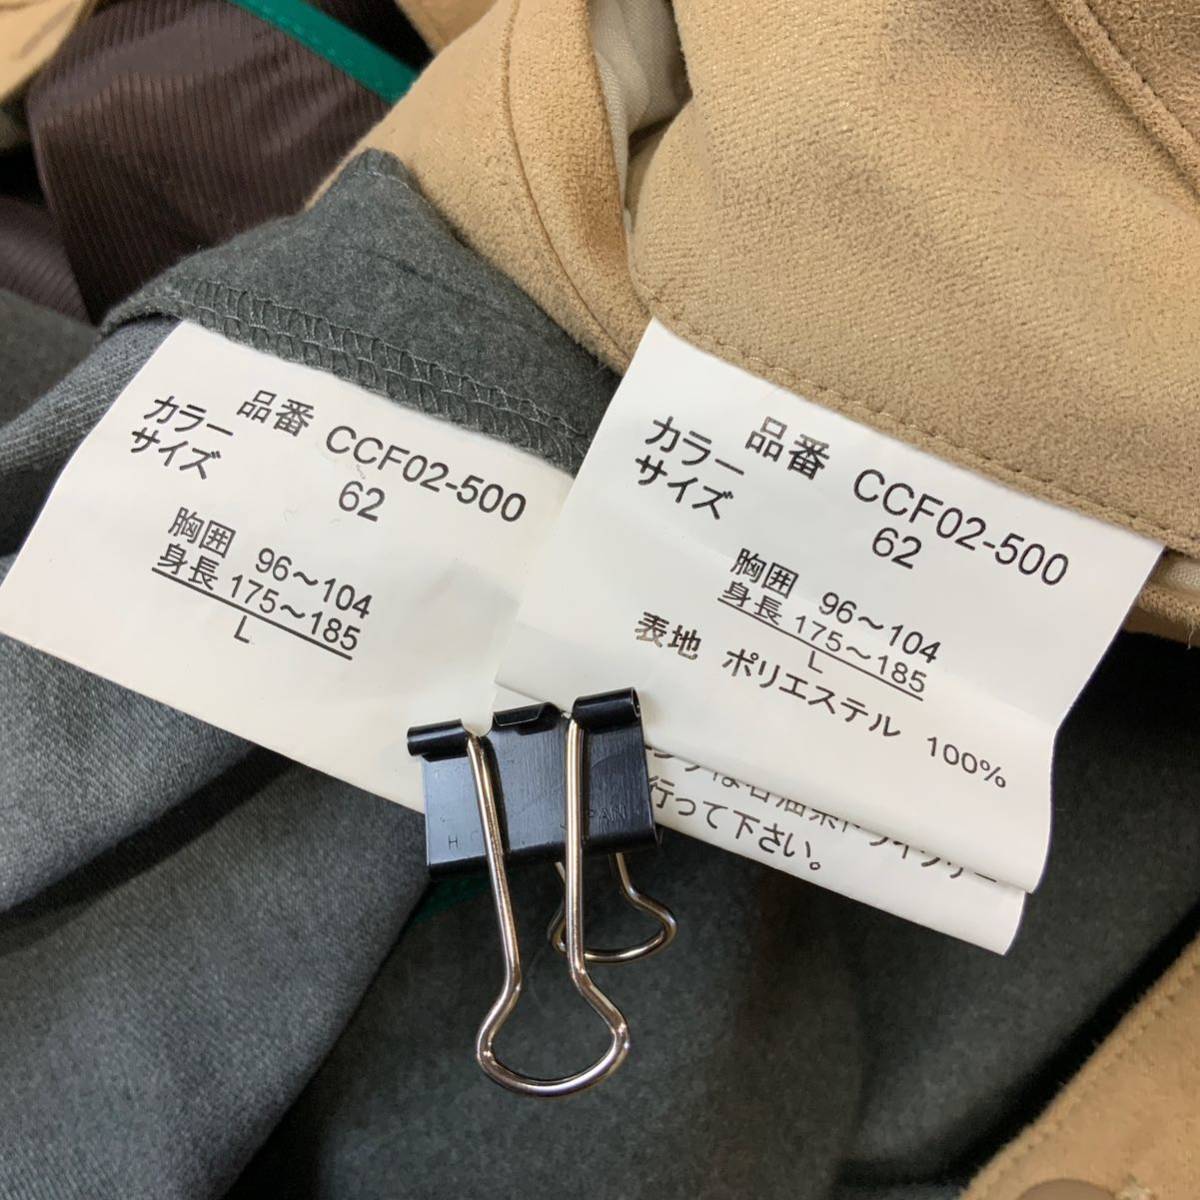 品番 CCF02-500
カラー 62
サイズ
胸囲 96～104
身長 175～185
L
品番 CCF02-500
カラー 62
サイズ
胸囲 96～104
身長 175～185
L
表地 ポリエステル 100%
行って下さい。
JAPAN